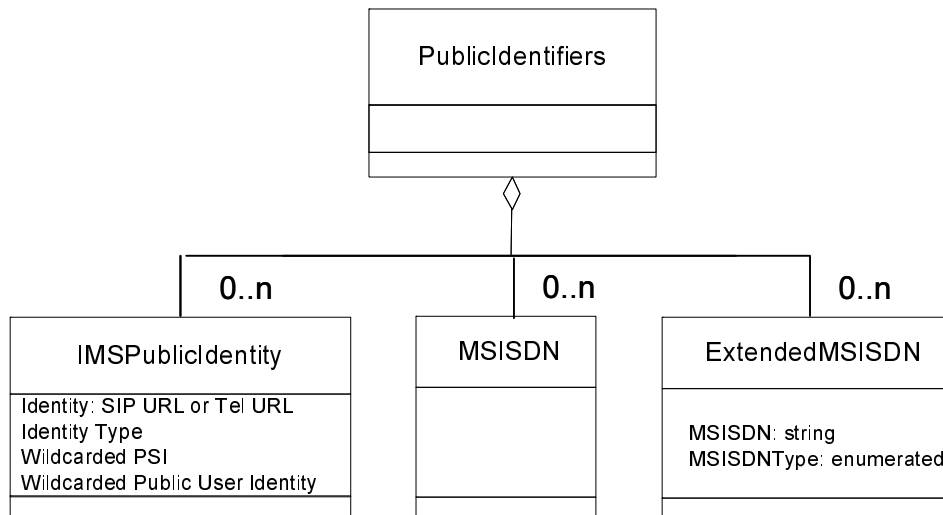 PublicIdentifiers
0..n
0..n
0..n
IMSPublicIdentity
MSISDN
ExtendedMSISDN
Identity: SIP URL or Tel URL
Identity Type
Wildcarded PSI
Wildcarded Public User Identity
MSISDN: string
MSISDNType: enumerated